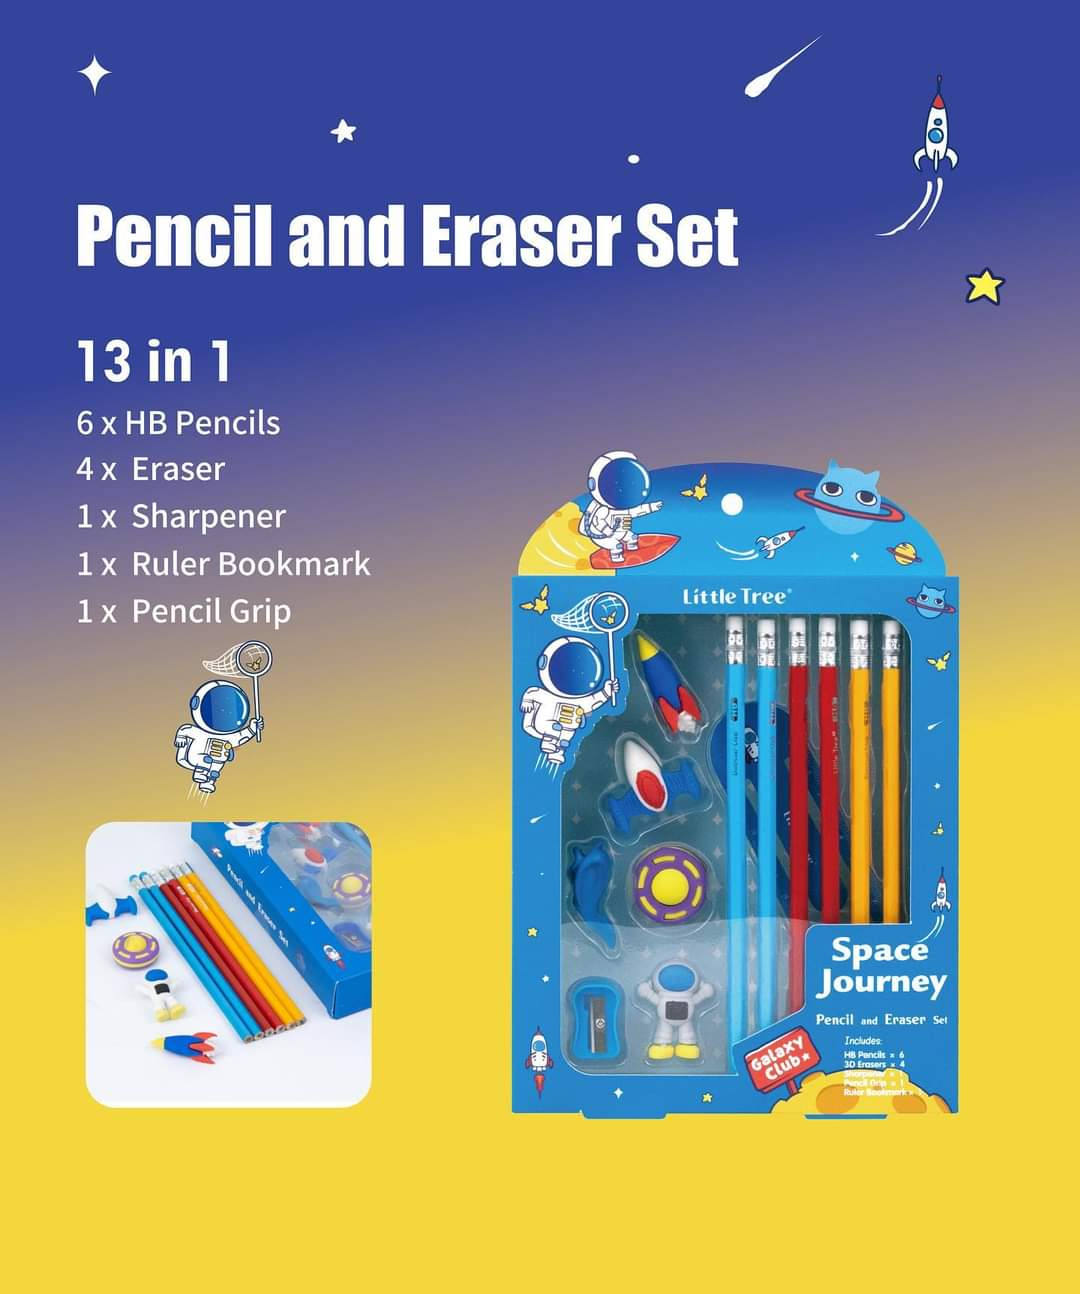 Pencil and Eraser Set
13 in 1
6 x HB Pencils
4 x Eraser
1 x Sharpener
1 x Ruler Bookmark
1 x Pencil Grip
Little Tree®
Space
Journey
Pencil and Eraser Set
Includes:
HB Pencils × 6
3D Erasers × 4
Sharpener × 1
Pencil Grip × 1
Ruler Bookmark ×
Galaxy
Club
Pencil and Eraser Set